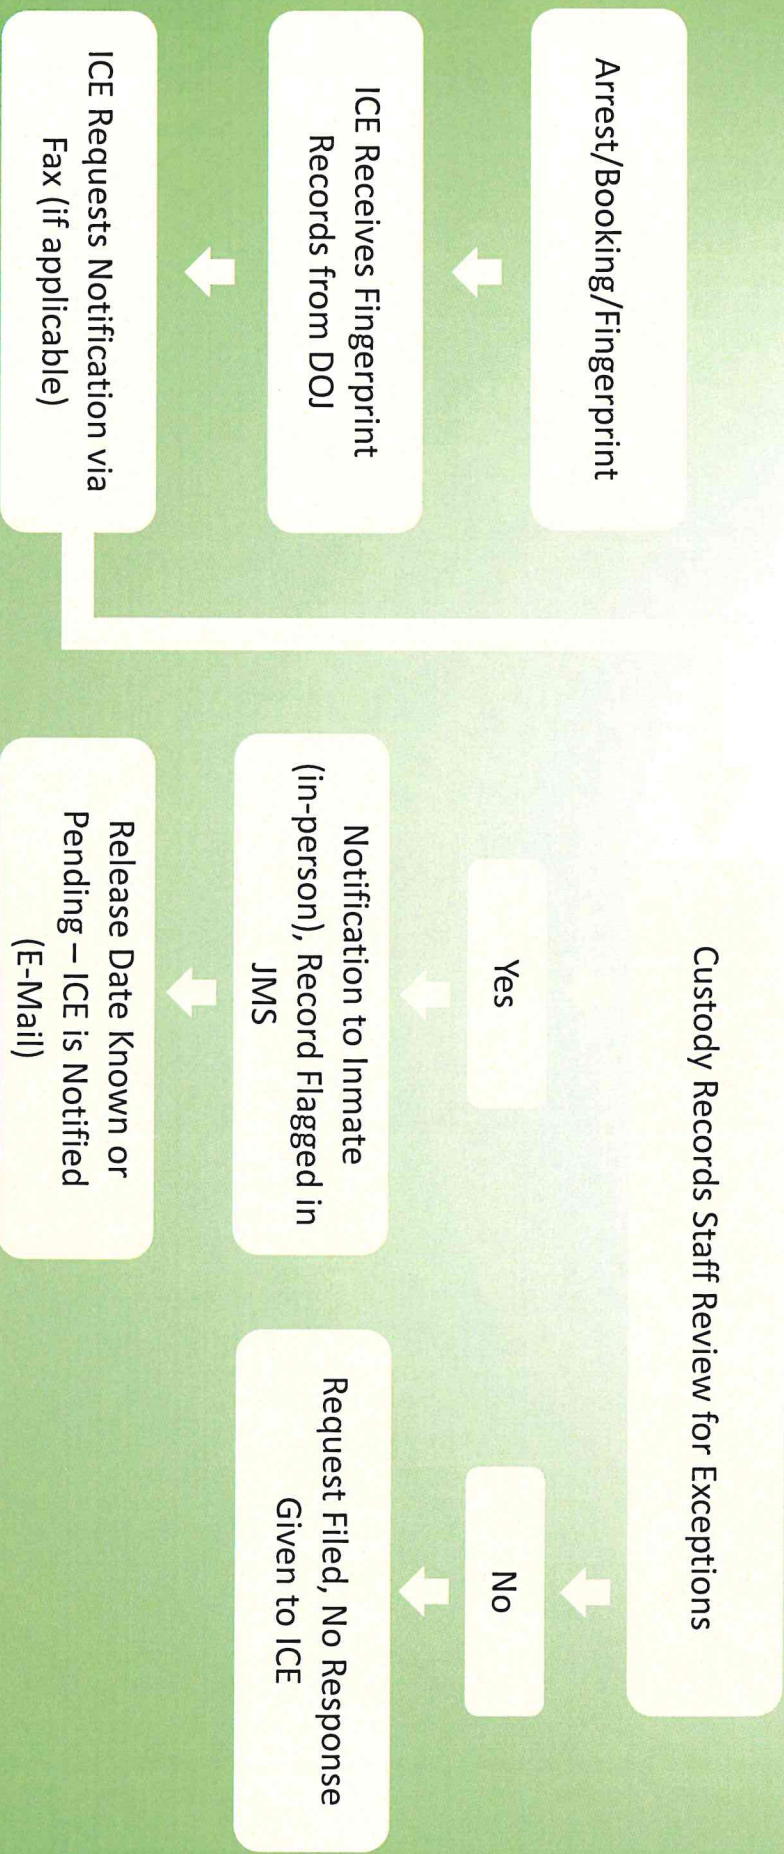 Arrest/Booking/Fingerprint
ICE Receives Fingerprint
Records from DOJ
ICE Requests Notification via
Fax (if applicable)
Custody Records Staff Review for Exceptions
Yes
Notification to Inmate
(in-person), Record Flagged in
JMS
Release Date Known or
Pending – ICE is Notified
(E-Mail)
No
Request Filed, No Response
Given to ICE